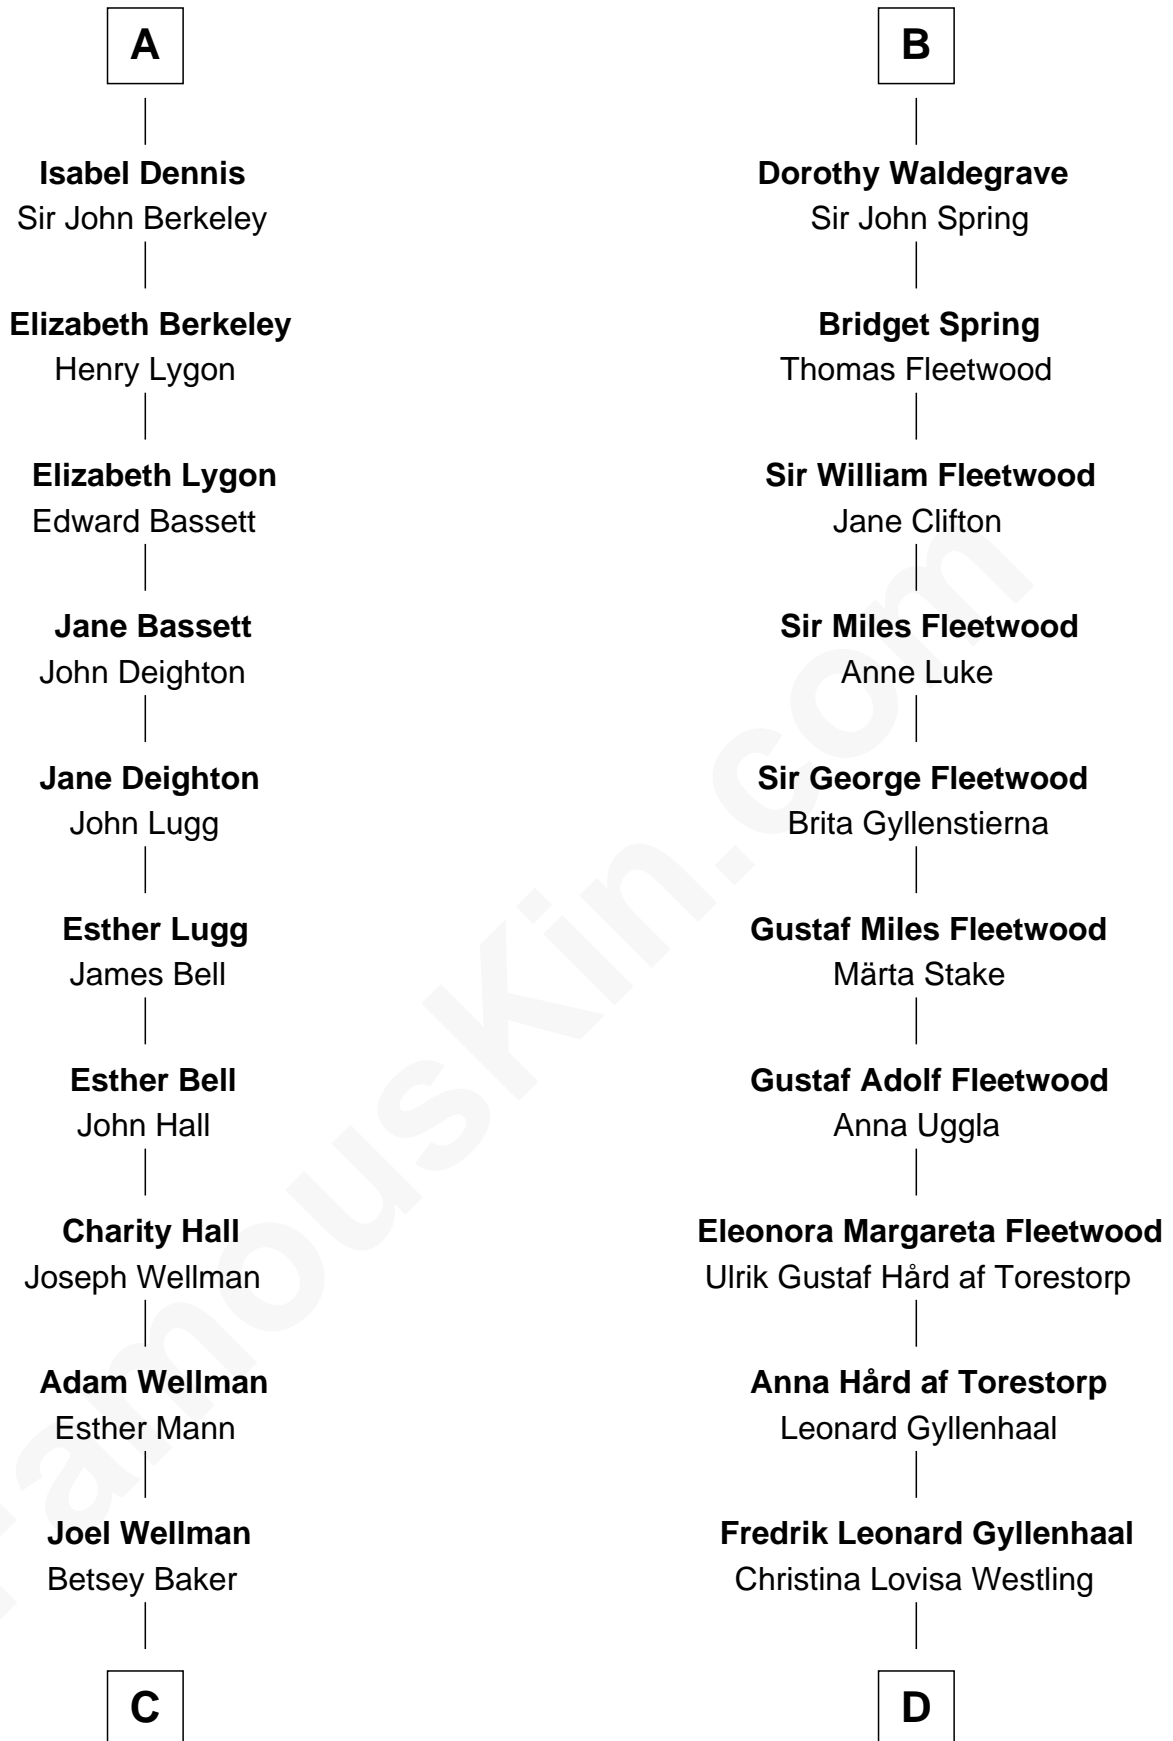 A
Isabel Dennis
Sir John Berkeley
Elizabeth Berkeley
Henry Lygon
Elizabeth Lygon
Edward Bassett
Jane Bassett
John Deighton
Jane Deighton
John Lugg
Esther Lugg
James Bell
Esther Bell
John Hall
Charity Hall
Joseph Wellman
Adam Wellman
Esther Mann
Joel Wellman
Betsey Baker
C
B
Dorothy Waldegrave
Sir John Spring
Bridget Spring
Thomas Fleetwood
Sir William Fleetwood
Jane Clifton
Sir Miles Fleetwood
Anne Luke
Sir George Fleetwood
Brita Gyllenstierna
Gustaf Miles Fleetwood
Märta Stake
Gustaf Adolf Fleetwood
Anna Uggla
Eleonora Margareta Fleetwood
Ulrik Gustaf Hård af Torestorp
Anna Hård af Torestorp
Leonard Gyllenhaal
Fredrik Leonard Gyllenhaal
Christina Lovisa Westling
D
FamousKin.com